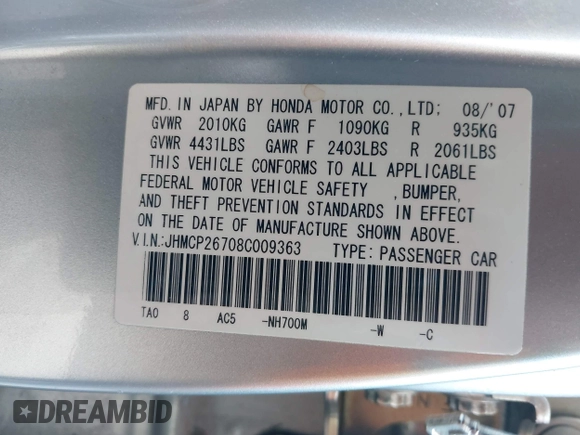 MFD. IN JAPAN BY HONDA MOTOR CO.,LTD; 08/'07
GVWR 2010KG GAWR F 1090KG R 935KG
GVWR 4431LBS GAWR F 2403LBS R 2061LBS
THIS VEHICLE CONFORMS TO ALL APPLICABLE
FEDERAL MOTOR VEHICLE SAFETY , BUMPER,
AND THEFT PREVENTION STANDARDS IN EFFECT
ON THE DATE OF MANUFACTURE SHOWN ABOVE.
V.I.N.:JHMCP26708C009363 TYPE: PASSENGER CAR
TA0 8 AC5 -NH700M -W -C
DREAMBID